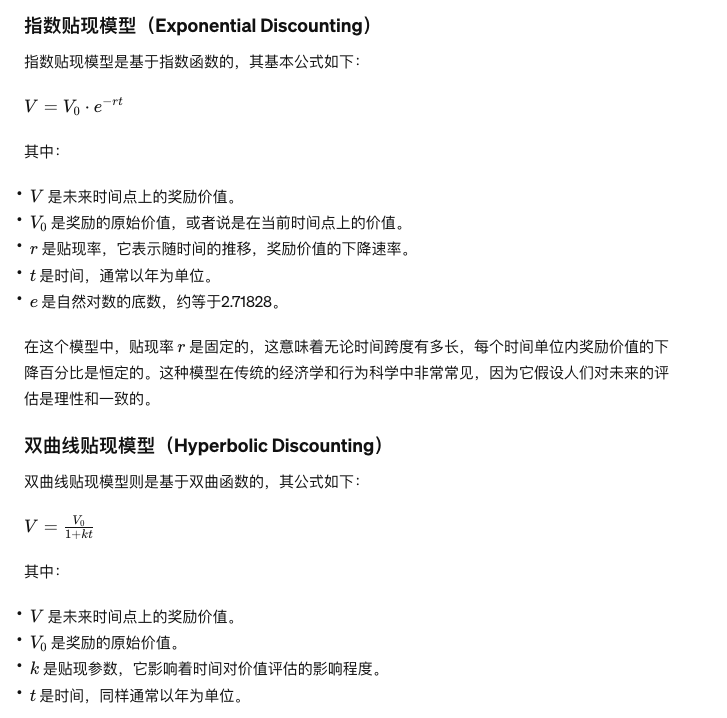 指数贴现模型（Exponential Discounting）
指数贴现模型是基于指数函数的，其基本公式如下：
V = V₀ · e^{−rt}
其中：
• V 是未来时间点上的奖励价值。
• V₀ 是奖励的原始价值，或者说是在当前时间点上的价值。
• r 是贴现率，它表示随时间的推移，奖励价值的下降速率。
• t 是时间，通常以年为单位。
• e 是自然对数的底数，约等于2.71828。
在这个模型中，贴现率 r 是固定的，这意味着无论时间跨度有多长，每个时间单位内奖励价值的下
降百分比是恒定的。这种模型在传统的经济学和行为科学中非常常见，因为它假设人们对未来的评
估是理性和一致的。
双曲线贴现模型（Hyperbolic Discounting）
双曲线贴现模型则是基于双曲函数的，其公式如下：
V = \frac{V₀}{1+kt}
其中：
• V 是未来时间点上的奖励价值。
• V₀ 是奖励的原始价值。
• k 是贴现参数，它影响着时间对价值评估的影响程度。
• t 是时间，同样通常以年为单位。